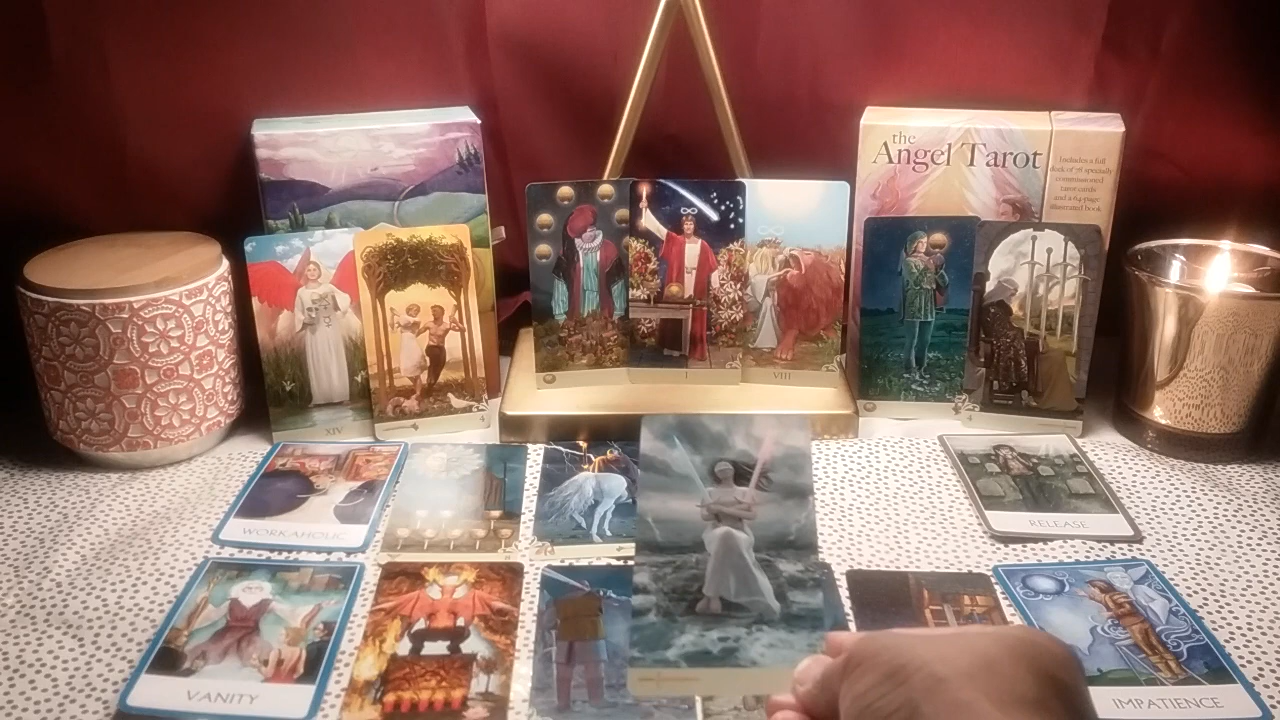 the
Angel Tarot
Includes a full
deck of 78 specially
commissioned
tarot cards
and a 64-page
illustrated book.
XIV
I
VIII
WORKAHOLIC
RELEASE
VANITY
IMPATIENCE